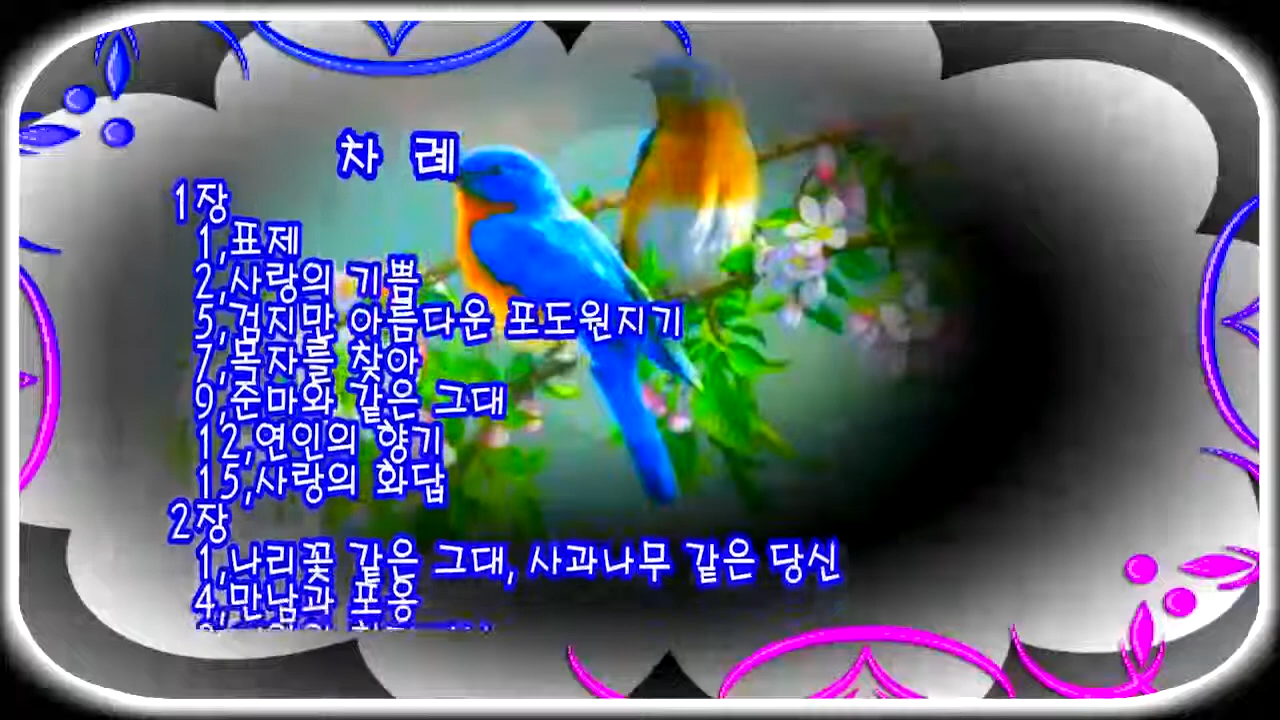 차 례
1장
1,표제
2,사랑의 기쁨
5,검지만 아름다운 포도원지기
7,목자를 찾아
9,준마와 같은 그대
12,연인의 향기
15,사랑의 화답
2장
1,나리꽃 같은 그대, 사과나무 같은 당신
4,만남과 포옹